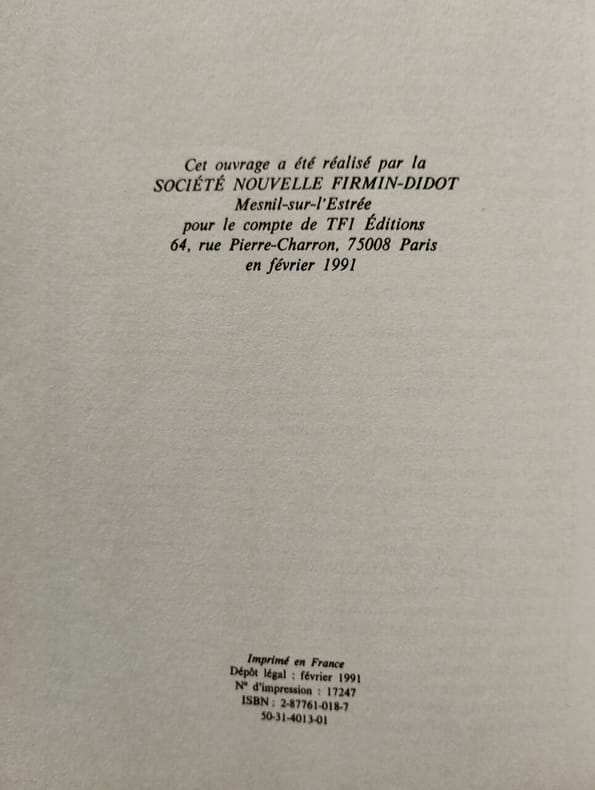 Cet ouvrage a été réalisé par la
SOCIÉTÉ NOUVELLE FIRMIN-DIDOT
Mesnil-sur-l'Estrée
pour le compte de TF1 Éditions
64, rue Pierre-Charron, 75008 Paris
en février 1991
Imprimé en France
Dépôt légal : février 1991
N° d'impression : 17247
ISBN : 2-87761-018-7
50-31-4013-01